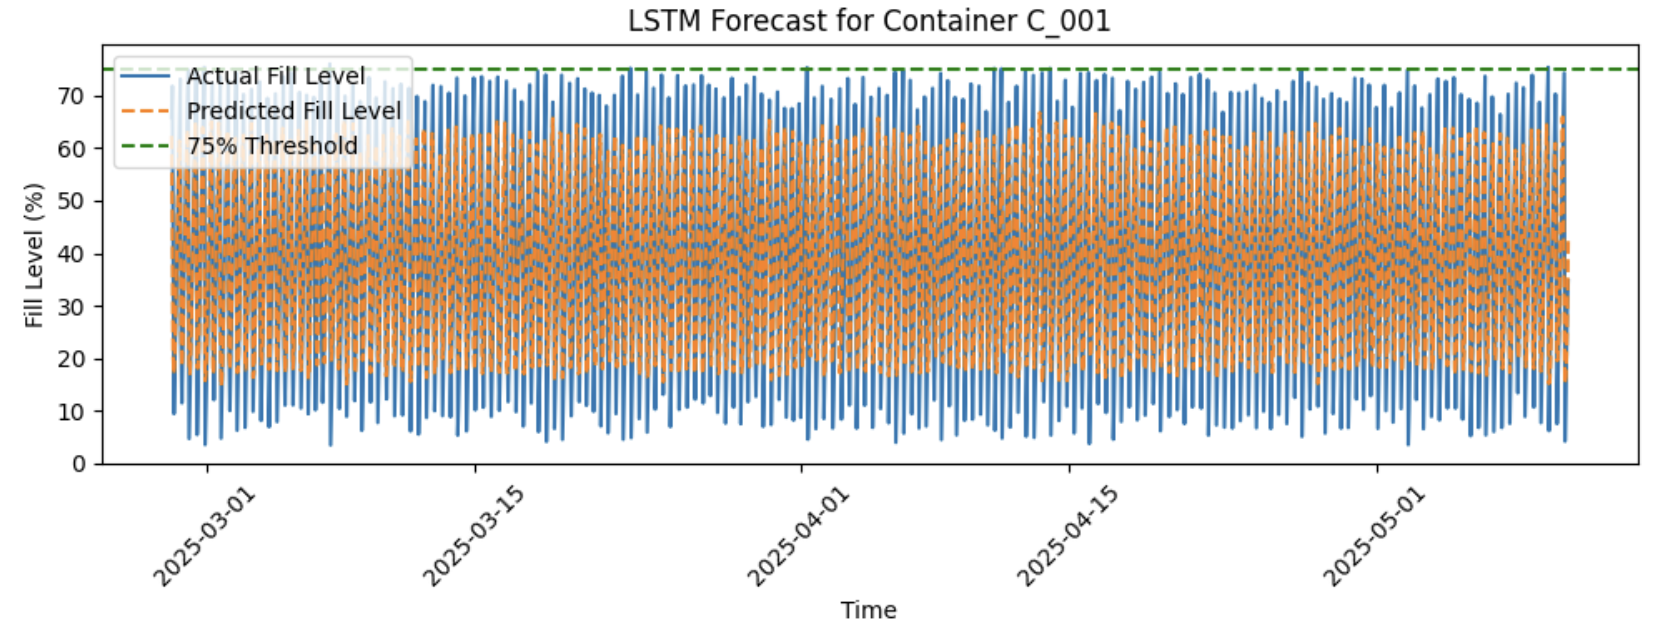 LSTM Forecast for Container C_001
Actual Fill Level
Predicted Fill Level
75% Threshold
Fill Level (%)
70
60
50
40
30
20
10
0
2025-03-01
2025-03-15
2025-04-01
2025-04-15
2025-05-01
Time